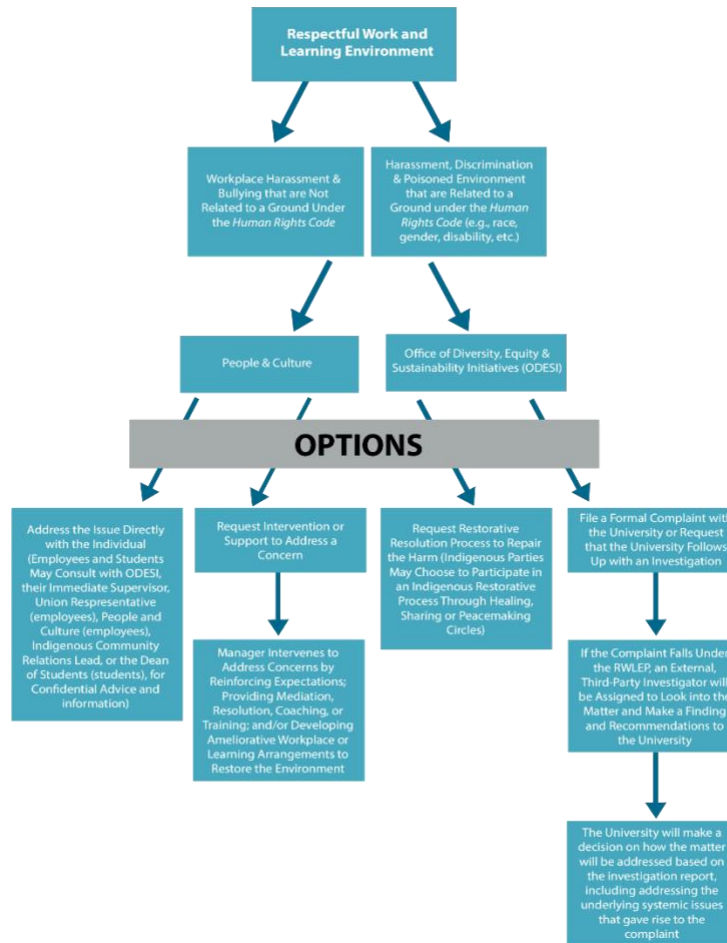 Respectful Work and
Learning Environment
Workplace Harassment &
Bullying that are Not
Related to a Ground Under
the Human Rights Code
Harassment, Discrimination
& Poisoned Environment
that are Related to a
Ground under the Human
Rights Code (e.g., race,
gender, disability, etc.)
People & Culture
Office of Diversity, Equity &
Sustainability Initiatives (ODESI)
OPTIONS
Address the Issue Directly
with the Individual
(Employees and Students
May Consult with ODESI,
their Immediate Supervisor,
Union Respresentative
(employees), People and
Culture (employees),
Indigenous Community
Relations Lead, or the Dean
of Students (students), for
Confidential Advice and
information)
Request Intervention or
Support to Address a
Concern
Manager Intervenes to
Address Concerns by
Reinforcing Expectations;
Providing Mediation,
Resolution, Coaching, or
Training; and/or Developing
Ameliorative Workplace or
Learning Arrangements to
Restore the Environment
Request Restorative
Resolution Process to Repair
the Harm (Indigenous Parties
May Choose to Participate in
an Indigenous Restorative
Process Through Healing,
Sharing or Peacemaking
Circles)
File a Formal Complaint with
the University or Request
that the University Follows
Up with an Investigation
If the Complaint Falls Under
the RWLEP, an External,
Third-Party Investigator will
be Assigned to Look into the
Matter and Make a Finding
and Recommendations to
the University
The University will make a
decision on how the matter
will be addressed based on
the investigation report,
including addressing the
underlying systemic issues
that gave rise to the
complaint